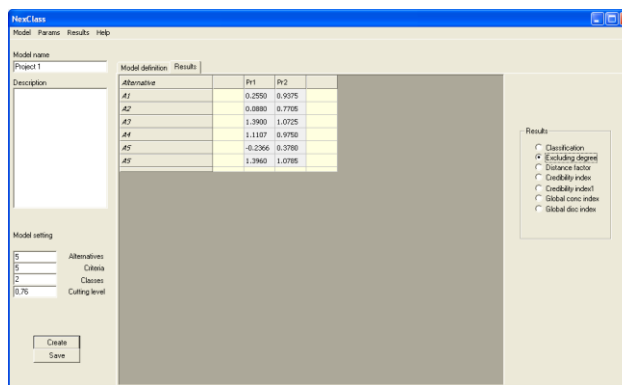 NexClass
Model Params Results Help
Model name
Project 1
Description
Model definition Results
Alternative Pr1 Pr2
A1 0.2550 0.9375
A2 0.0880 0.7705
A3 1.3900 1.0725
A4 1.1107 0.9750
A5 -0.2366 0.3780
A5 1.3960 1.0785
Results
Classification
Excluding degree
Distance factor
Credibility index
Credibility index1
Global conc index
Global disc index
Model setting
5 Alternatives
5 Criteria
2 Classes
0,76 Cutting level
Create
Save